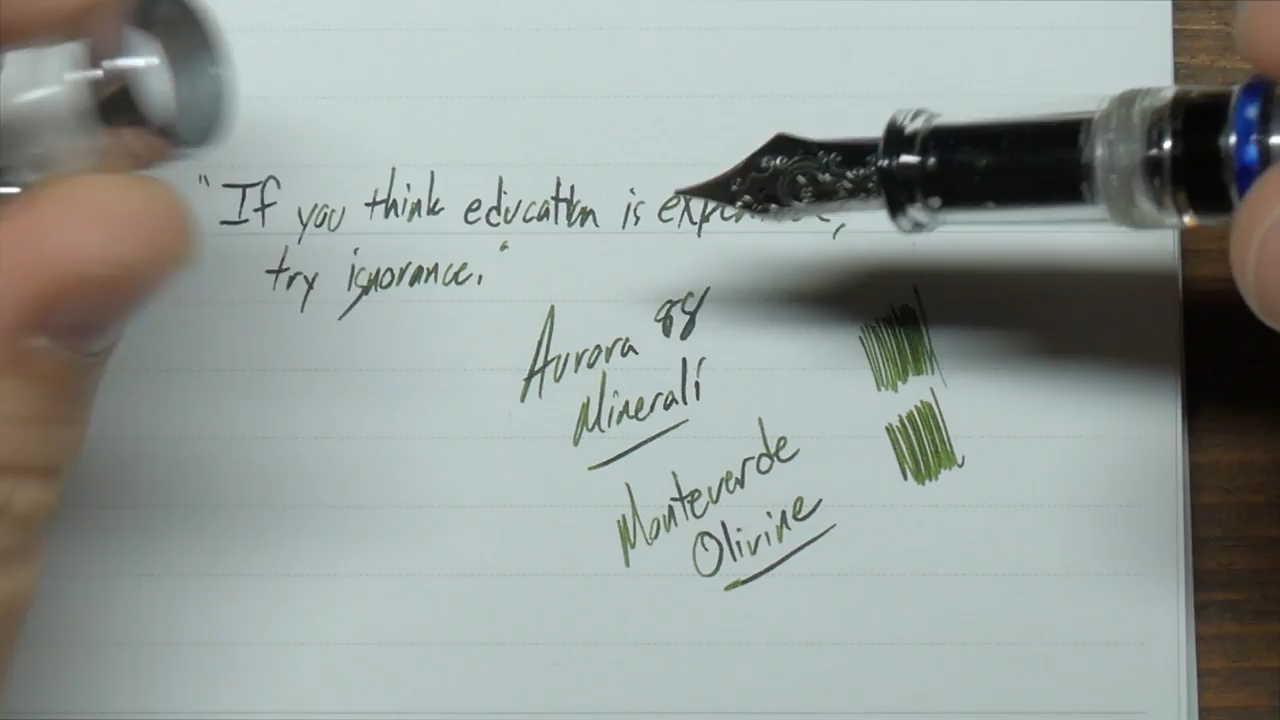 "If you think education is
try ignorance."
Aurora 88
Minerali
Monteverde
Olivine